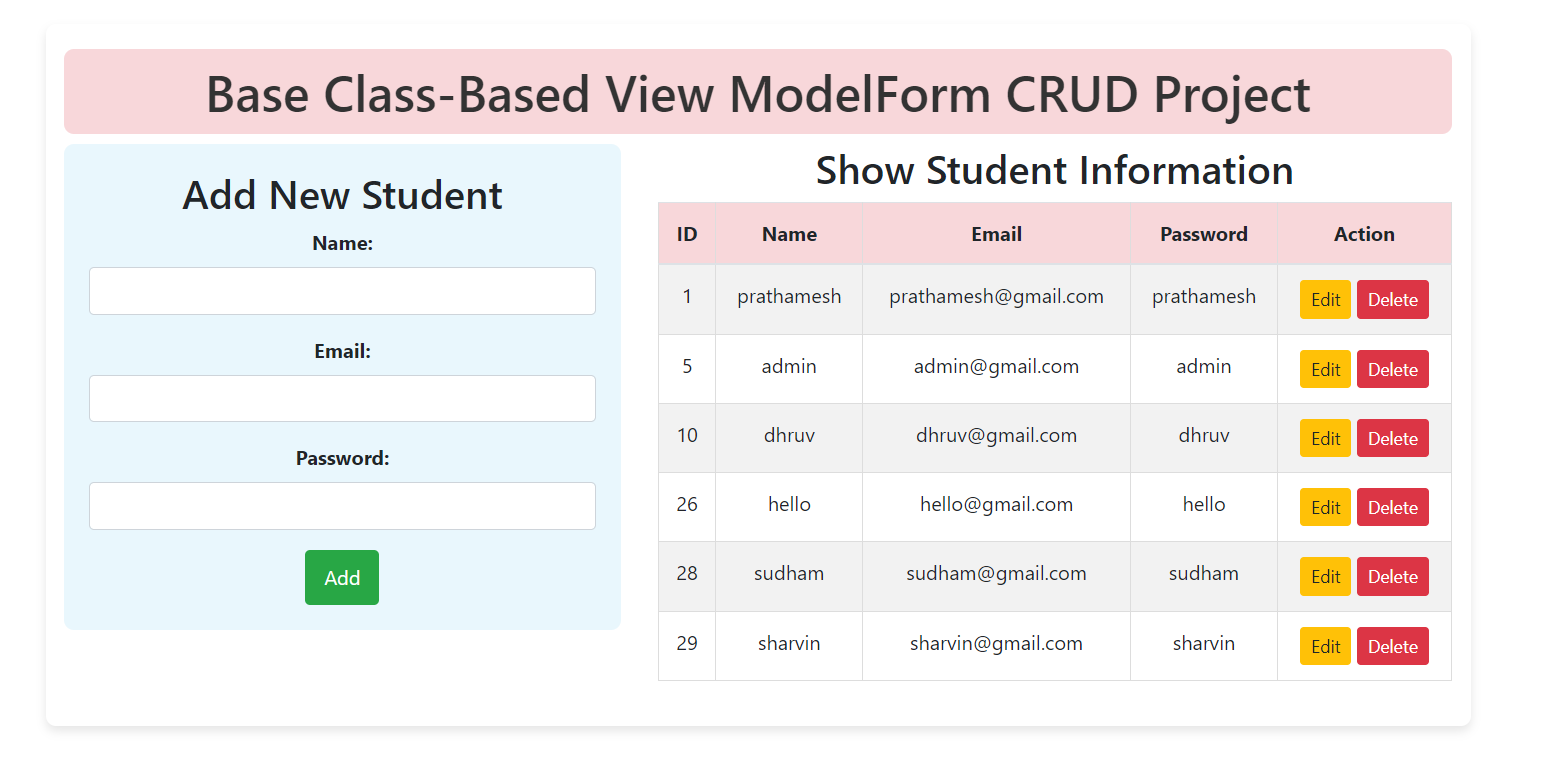 Base Class-Based View ModelForm CRUD Project
Add New Student
Name:
Email:
Password:
Add
Show Student Information
ID Name Email Password Action
1 prathamesh prathamesh@gmail.com prathamesh Edit Delete
5 admin admin@gmail.com admin Edit Delete
10 dhruv dhruv@gmail.com dhruv Edit Delete
26 hello hello@gmail.com hello Edit Delete
28 sudham sudham@gmail.com sudham Edit Delete
29 sharvin sharvin@gmail.com sharvin Edit Delete